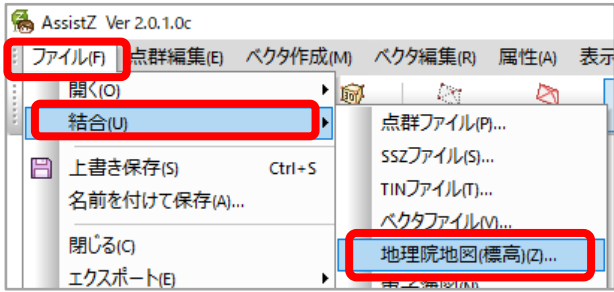 AssistZ Ver 2.0.1.0c
ファイル(F) 点群編集(E) ベクタ作成(M) ベクタ編集(R) 属性(A) 表示
開く(O)
結合(U)
上書き保存(S) Ctrl+S
名前を付けて保存(A)...
閉じる(C)
エクスポート(E)
点群ファイル(P)...
SSZファイル(S)...
TINファイル(T)...
ベクタファイル(V)...
地理院地図(標高)(Z)...
電子海図(N)